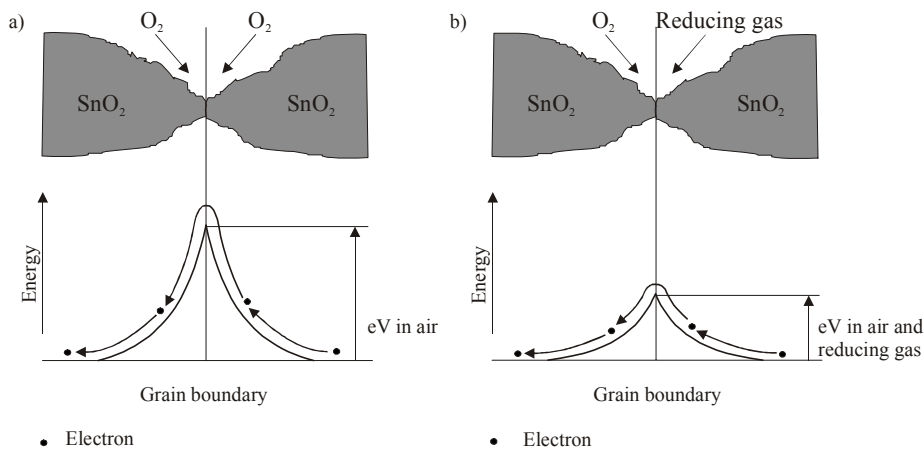 a)
O₂ O₂
SnO₂ SnO₂
Energy
eV in air
Grain boundary
Electron
b)
O₂ Reducing gas
SnO₂ SnO₂
Energy
eV in air and
reducing gas
Grain boundary
Electron